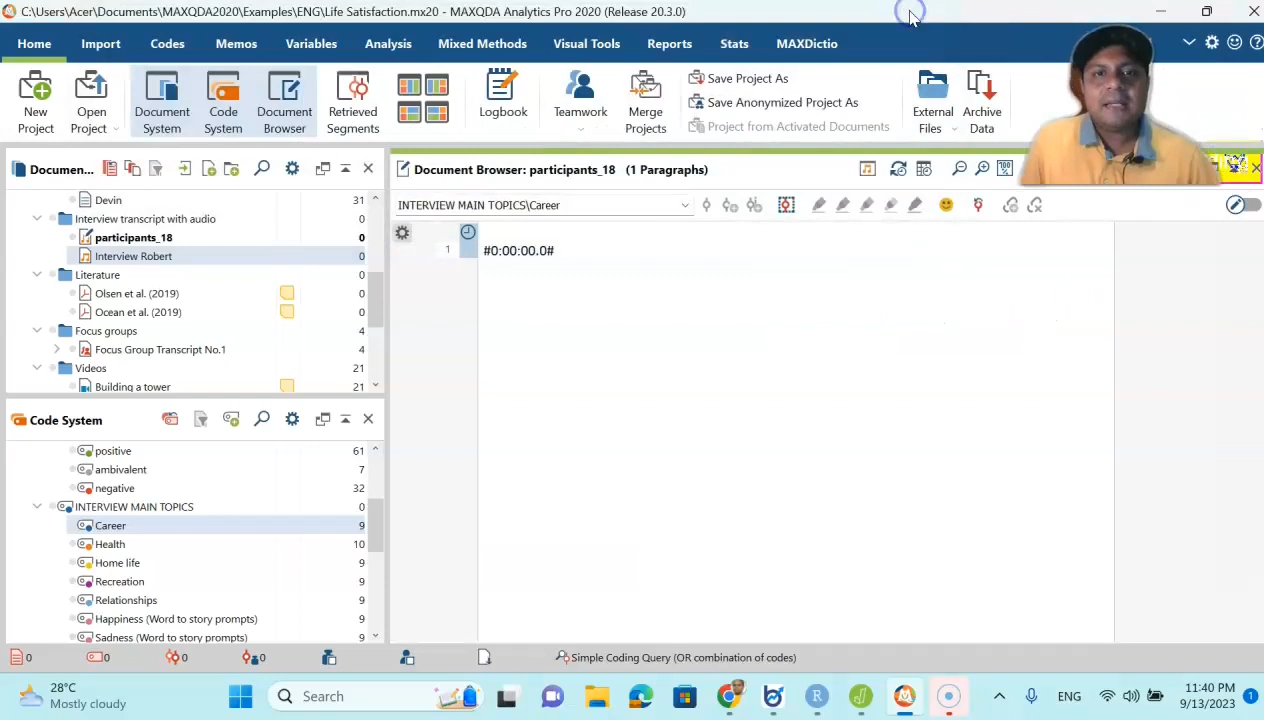 C:\Users\Acer\Documents\MAXQDA2020\Examples\ENG\Life Satisfaction.mx20 - MAXQDA Analytics Pro 2020 (Release 20.3.0)
Home Import Codes Memos Variables Analysis Mixed Methods Visual Tools Reports Stats MAXDictio
New Project
Open Project
Document System
Code System
Document Browser
Retrieved Segments
Logbook
Teamwork
Merge Projects
Save Project As
Save Anonymized Project As
Project from Activated Documents
External Files
Archive Data
Documen...
Devin 31
Interview transcript with audio 0
participants_18 0
Interview Robert 0
Literature 0
Olsen et al. (2019) 0
Ocean et al. (2019) 0
Focus groups 4
Focus Group Transcript No.1 4
Videos 21
Building a tower 21
Code System
positive 61
ambivalent 7
negative 32
INTERVIEW MAIN TOPICS 0
Career 9
Health 10
Home life 9
Recreation 9
Relationships 9
Happiness (Word to story prompts) 9
Sadness (Word to story prompts) 9
Document Browser: participants_18 (1 Paragraphs)
100
INTERVIEW MAIN TOPICS\Career
1 #0:00:00.0#
0 0 0 0 Simple Coding Query (OR combination of codes)
28°C
Mostly cloudy
Search
ENG
11:40 PM
9/13/2023
1